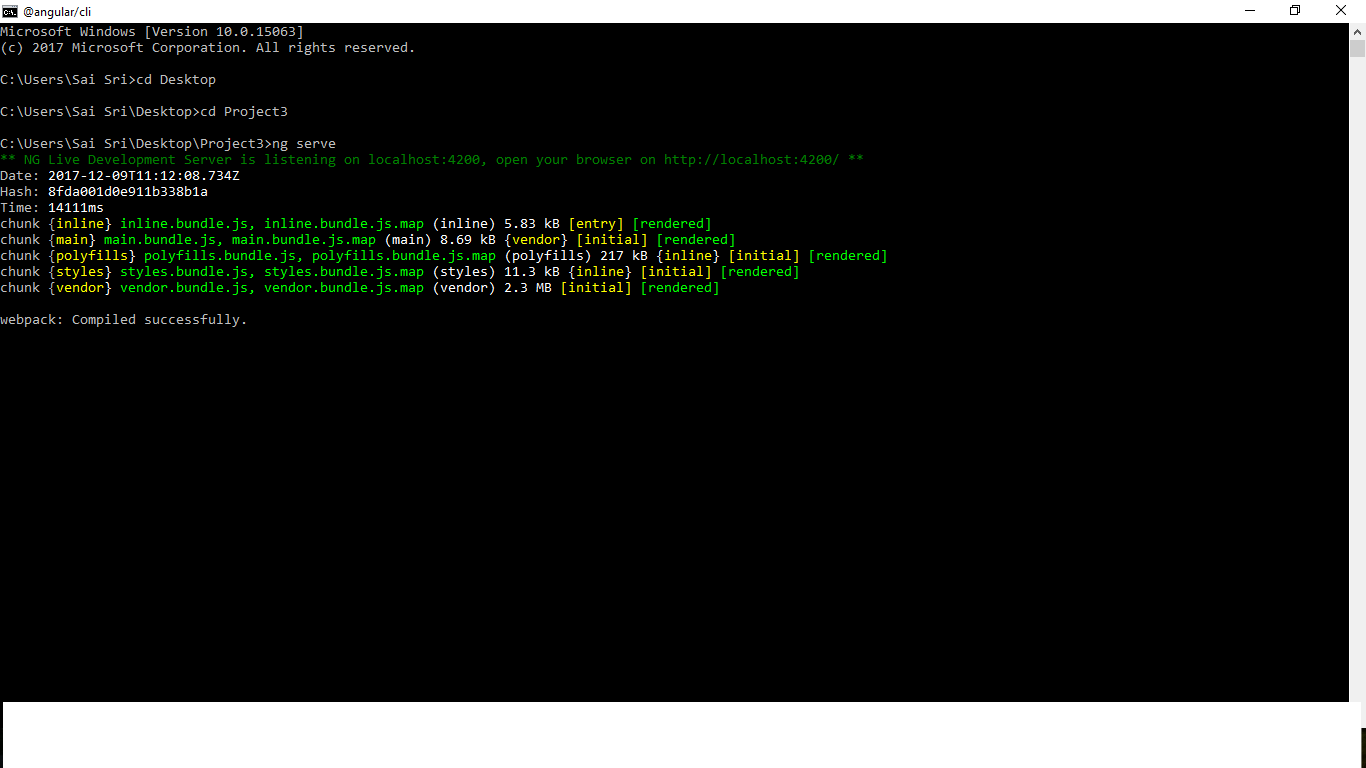 @angular/cli
Microsoft Windows [Version 10.0.15063]
(c) 2017 Microsoft Corporation. All rights reserved.
C:\Users\Sai Sri>cd Desktop
C:\Users\Sai Sri\Desktop>cd Project3
C:\Users\Sai Sri\Desktop\Project3>ng serve
** NG Live Development Server is listening on localhost:4200, open your browser on http://localhost:4200/ **
Date: 2017-12-09T11:12:08.734Z
Hash: 8fda001d0e911b338b1a
Time: 14111ms
chunk {inline} inline.bundle.js, inline.bundle.js.map (inline) 5.83 kB [entry] [rendered]
chunk {main} main.bundle.js, main.bundle.js.map (main) 8.69 kB {vendor} [initial] [rendered]
chunk {polyfills} polyfills.bundle.js, polyfills.bundle.js.map (polyfills) 217 kB {inline} [initial] [rendered]
chunk {styles} styles.bundle.js, styles.bundle.js.map (styles) 11.3 kB {inline} [initial] [rendered]
chunk {vendor} vendor.bundle.js, vendor.bundle.js.map (vendor) 2.3 MB [initial] [rendered]
webpack: Compiled successfully.